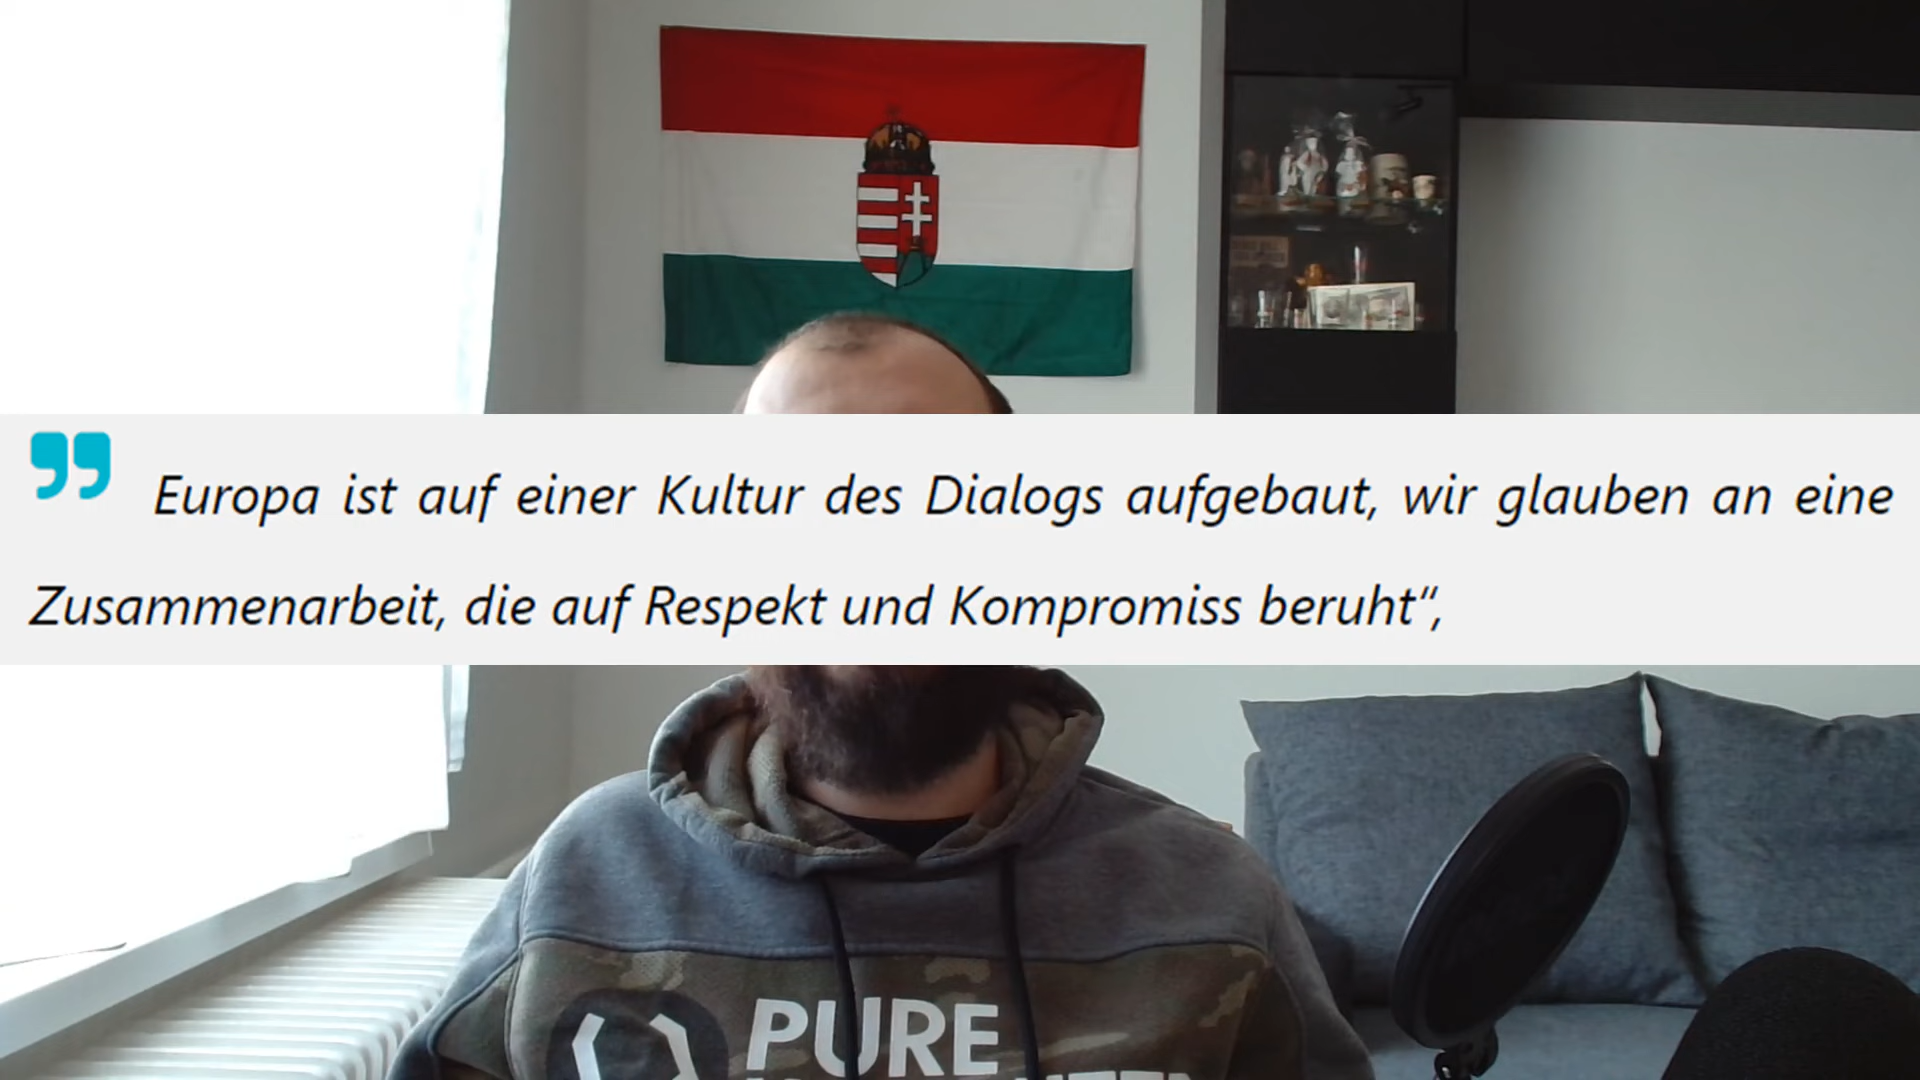 ” Europa ist auf einer Kultur des Dialogs aufgebaut, wir glauben an eine
Zusammenarbeit, die auf Respekt und Kompromiss beruht“,
PURE